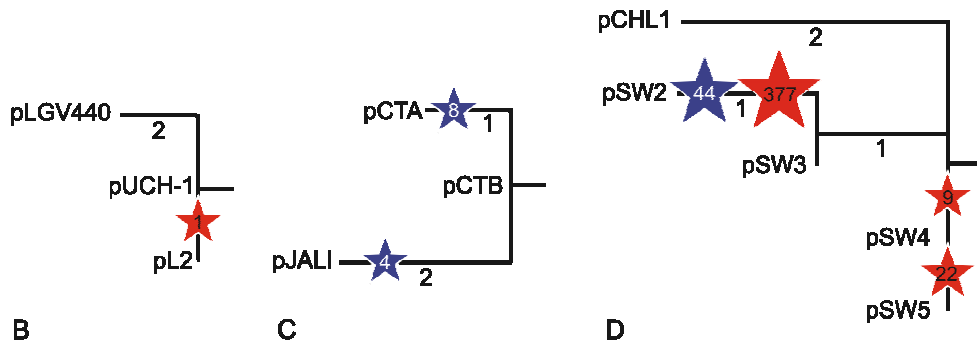 pCHL1
2
pSW2
44
1
377
pLGV440
2
pCTA
8
1
pSW3
1
pUCH-1
pCTB
1
9
pL2
pSW4
pJALI
4
2
22
pSW5
B
C
D